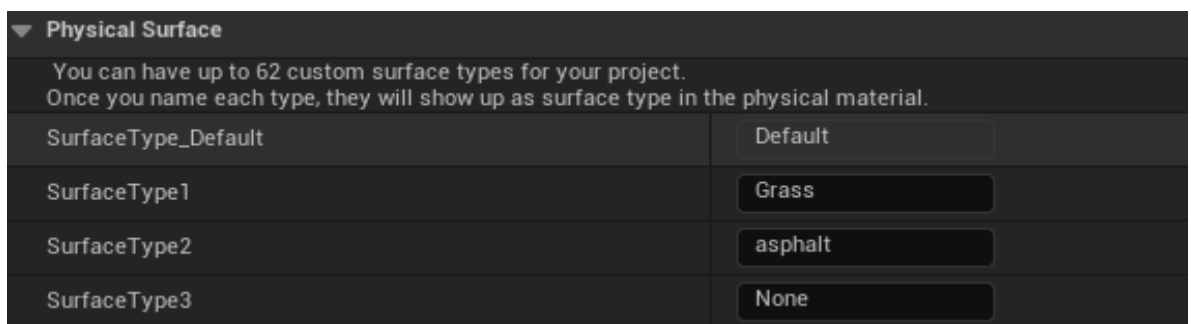 Physical Surface
You can have up to 62 custom surface types for your project.
Once you name each type, they will show up as surface type in the physical material.
SurfaceType_Default Default
SurfaceType1 Grass
SurfaceType2 asphalt
SurfaceType3 None